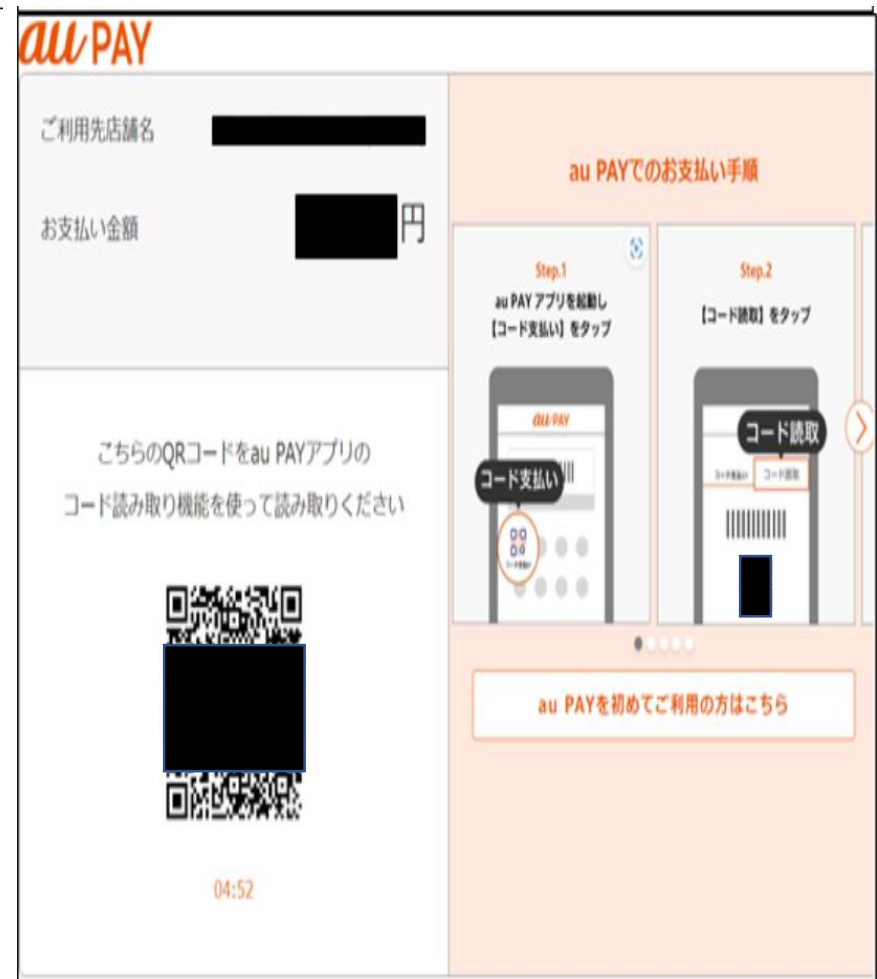 au PAY
ご利用先店舗名
お支払い金額
円
こちらのQRコードをau PAYアプリの
コード読み取り機能を使って読み取りください
04:52
au PAYでのお支払い手順
Step.1
au PAY アプリを起動し
【コード支払い】をタップ
au PAY
コード支払い
コード支払い
Step.2
【コード読取】をタップ
コード読取
コード支払い
コード読取
au PAYを初めてご利用の方はこちら